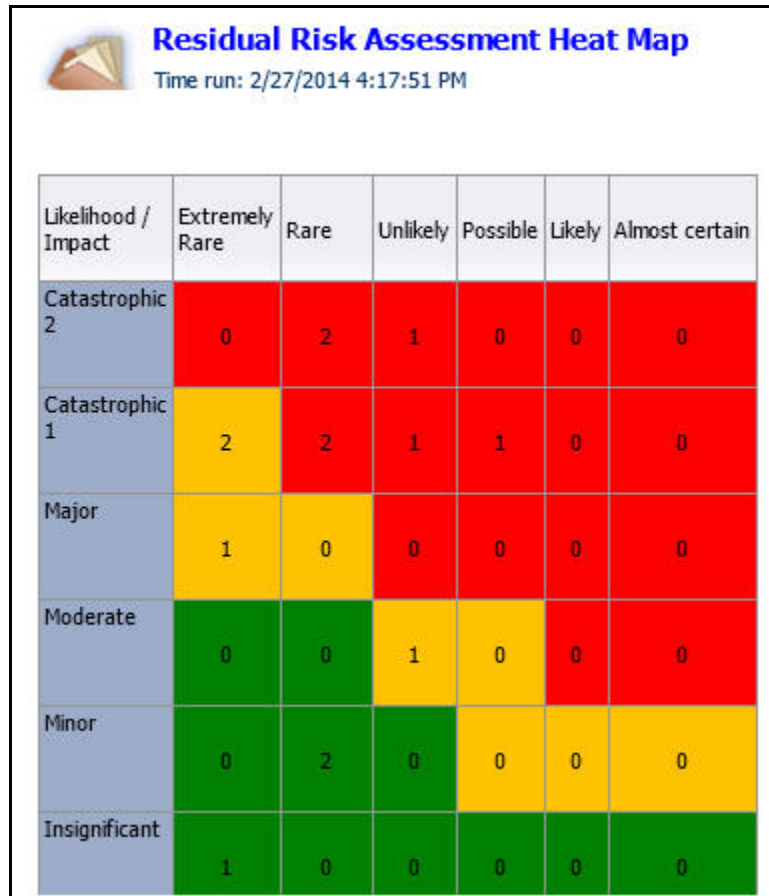 Residual Risk Assessment Heat Map
Time run: 2/27/2014 4:17:51 PM
Likelihood / Impact Extremely Rare Rare Unlikely Possible Likely Almost certain
Catastrophic 2 0 2 1 0 0 0
Catastrophic 1 2 2 1 1 0 0
Major 1 0 0 0 0 0
Moderate 0 0 1 0 0 0
Minor 0 2 0 0 0 0
Insignificant 1 0 0 0 0 0